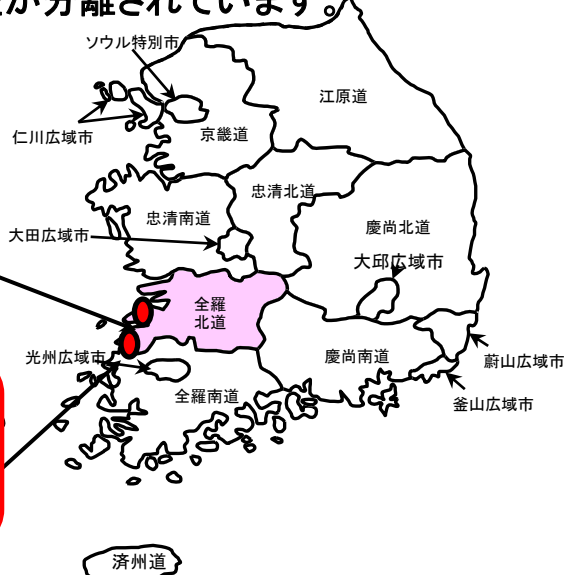 が分離されています。
ソウル特別市
江原道
仁川広域市
京畿道
忠清北道
忠清南道
慶尚北道
大田広域市
大邱広域市
全羅
北道
光州広域市
慶尚南道
蔚山広域市
全羅南道
釜山広域市
済州道